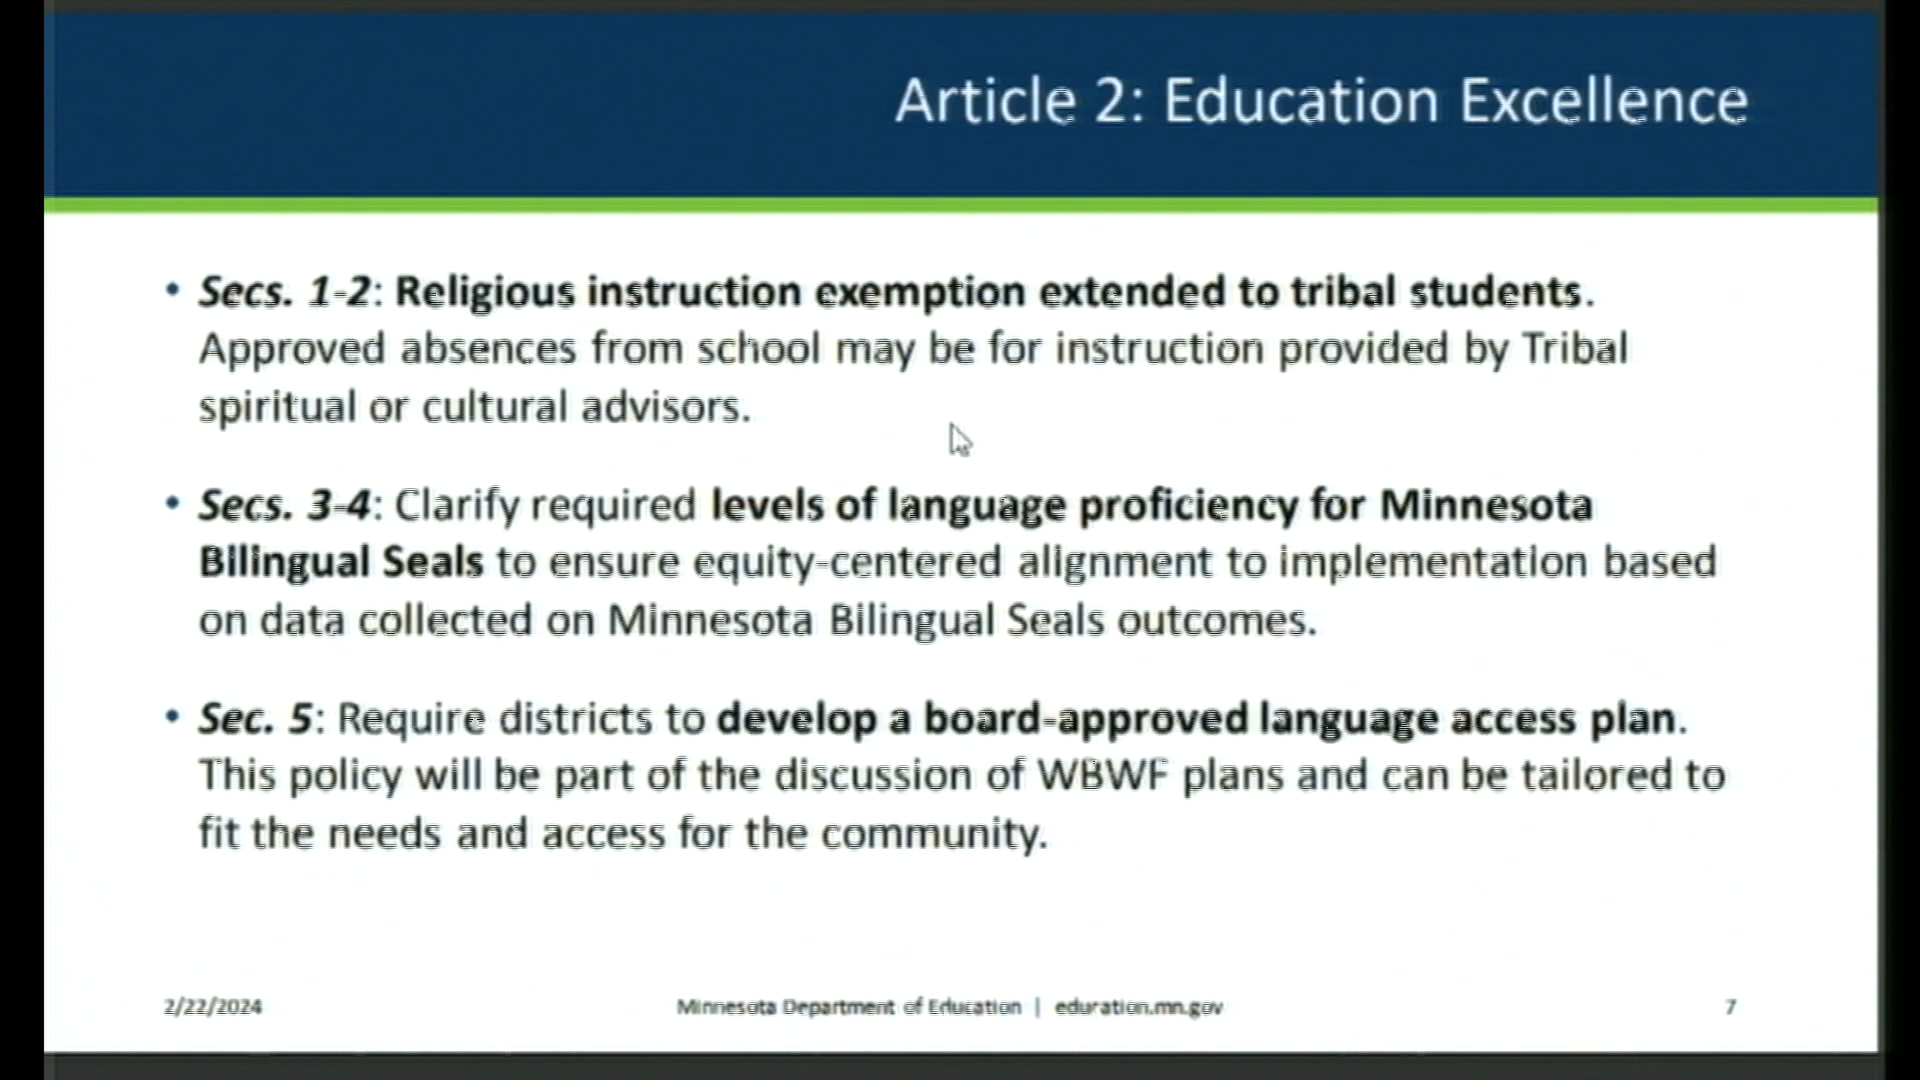 Article 2: Education Excellence
• Secs. 1-2: Religious instruction exemption extended to tribal students.
Approved absences from school may be for instruction provided by Tribal
spiritual or cultural advisors.
• Secs. 3-4: Clarify required levels of language proficiency for Minnesota
Bilingual Seals to ensure equity-centered alignment to implementation based
on data collected on Minnesota Bilingual Seals outcomes.
• Sec. 5: Require districts to develop a board-approved language access plan.
This policy will be part of the discussion of WBWF plans and can be tailored to
fit the needs and access for the community.
2/22/2024
Minnesota Department of Education | education.mn.gov
7